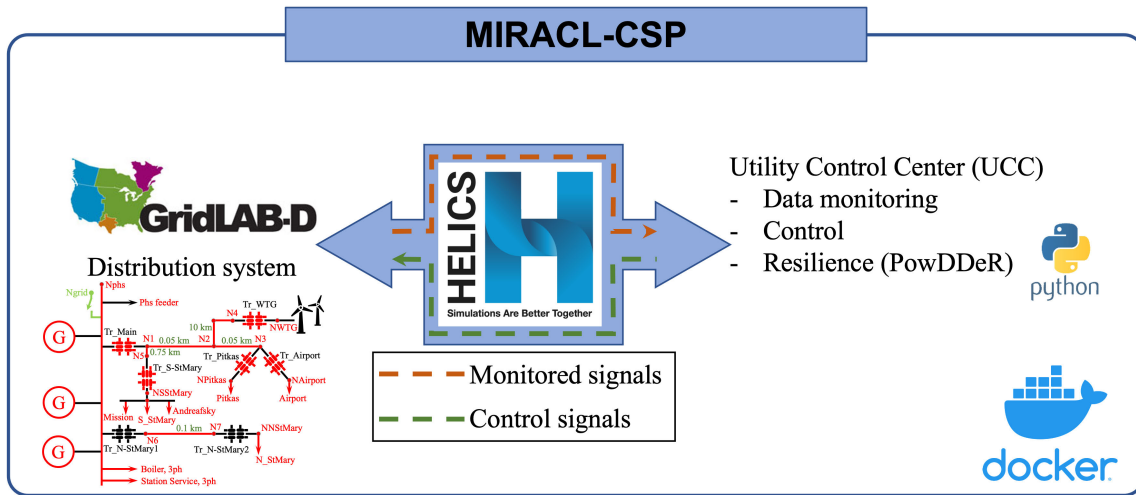 MIRACL-CSP
GridLAB-D
Distribution system
Nphs
Ngrid
Phs feeder
G
Tr_Main
N1
0.05 km
N2
0.05 km
N3
10 km
N4
Tr_WTG
NWTG
N5
0.75 km
Tr_S-StMary
Tr_Pitkas
Tr_Airport
NPitkas
NAirport
Pitkas
Airport
NSStMary
G
Mission
S_StMary
Andreafsky
G
0.1 km
N6
N7
NNStMary
Tr_N-StMary1
Tr_N-StMary2
N_StMary
Boiler, 3ph
Station Service, 3ph
HELICS
Simulations Are Better Together
Monitored signals
Control signals
Utility Control Center (UCC)
- Data monitoring
- Control
- Resilience (PowDDeR)
python
docker